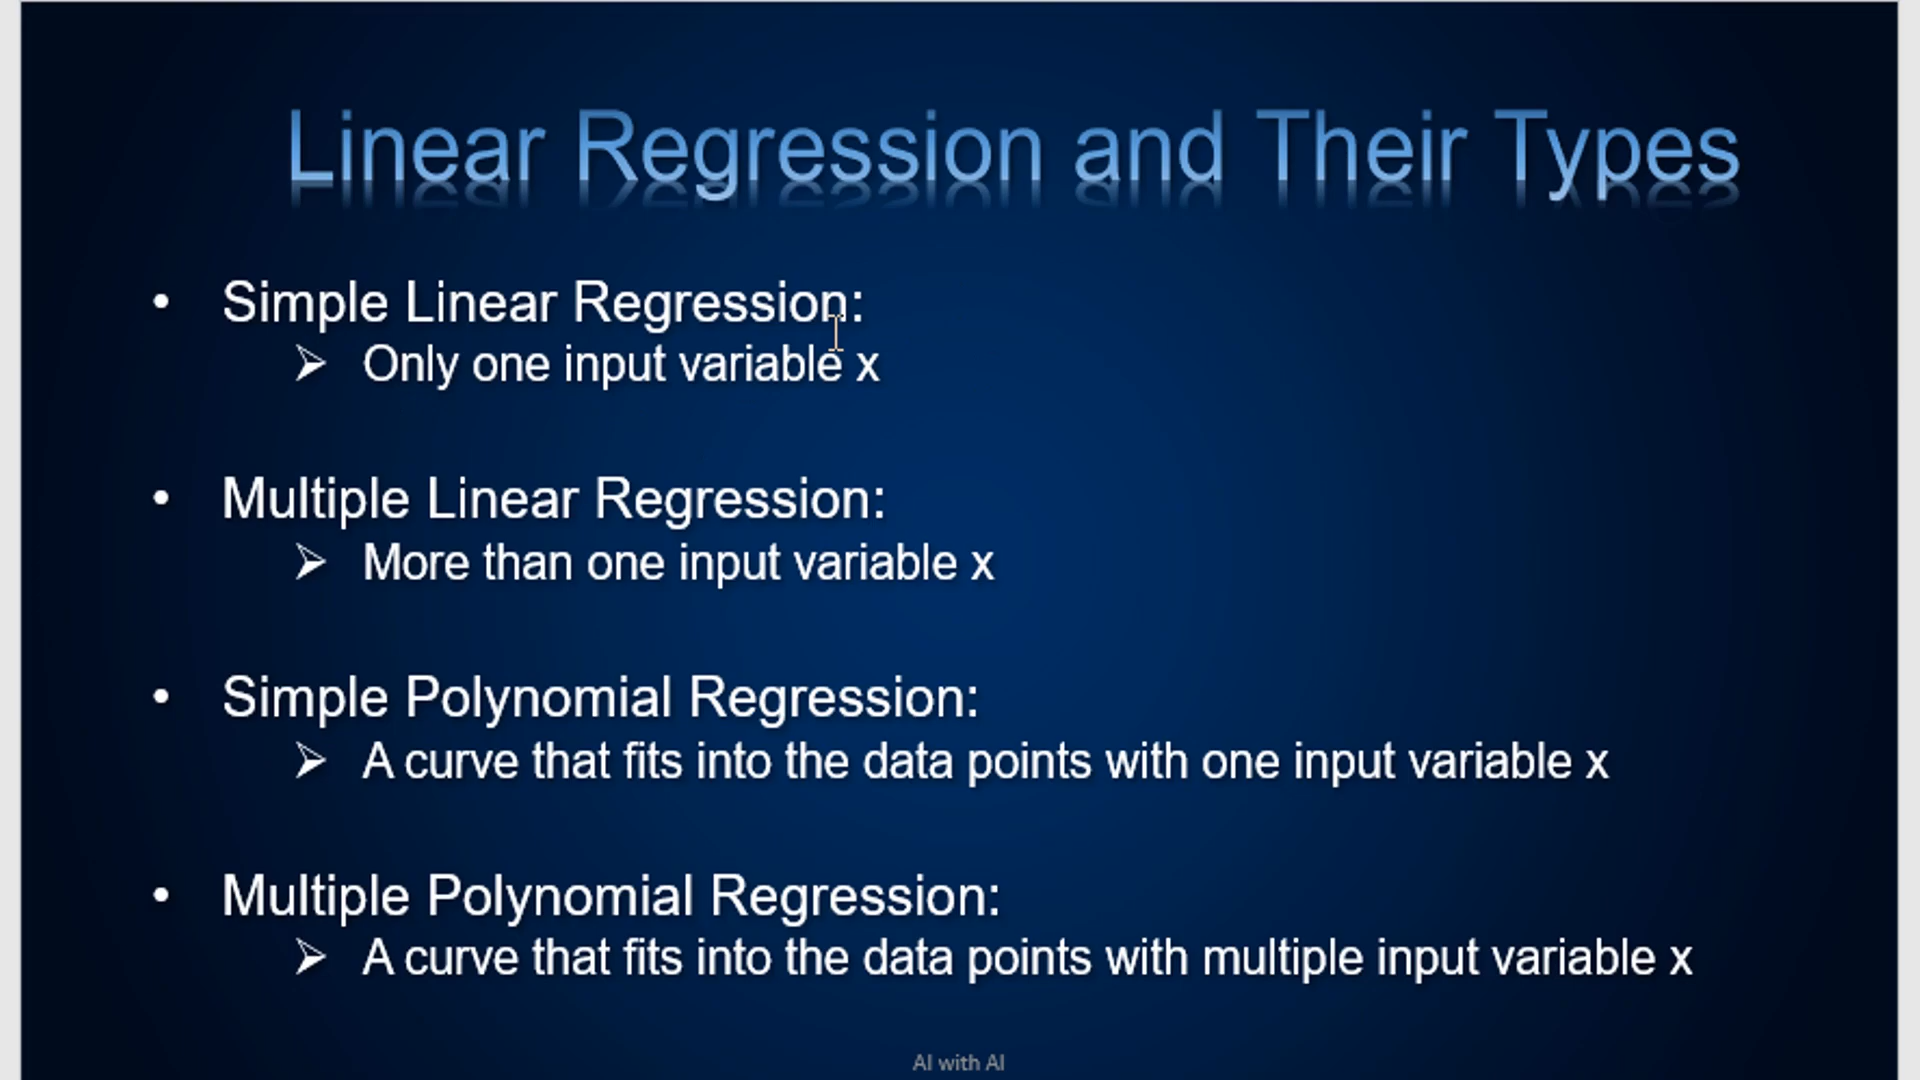 Linear Regression and Their Types
• Simple Linear Regression:
➢ Only one input variable x
• Multiple Linear Regression:
➢ More than one input variable x
• Simple Polynomial Regression:
➢ A curve that fits into the data points with one input variable x
• Multiple Polynomial Regression:
➢ A curve that fits into the data points with multiple input variable x
AI with AI